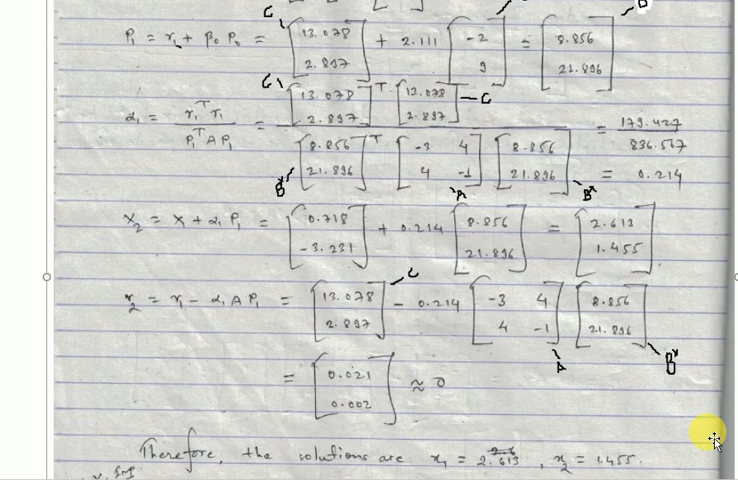 P₁ = r₁ + β₀ P₀ = [13.078 2.897] + 2.111 [-2 9] = [8.856 21.896]
α₁ = r₁ᵀ r₁ / P₁ᵀ A P₁ = [13.078 2.897]ᵀ [13.078 2.897] / [8.856 21.896]ᵀ [-3 4 4 -1] [8.856 21.896] = 179.427 / 836.567
= 0.214
X₂ = X₁ + α₁ P₁ = [0.718 -3.231] + 0.214 [8.856 21.896] = [2.613 1.455]
r₂ = r₁ - α₁ A P₁ = [13.078 2.897] - 0.214 [-3 4 4 -1] [8.856 21.896]
= [0.021 0.002] ≈ 0
Therefore, the solutions are x₁ = 2.613, x₂ = 1.455.